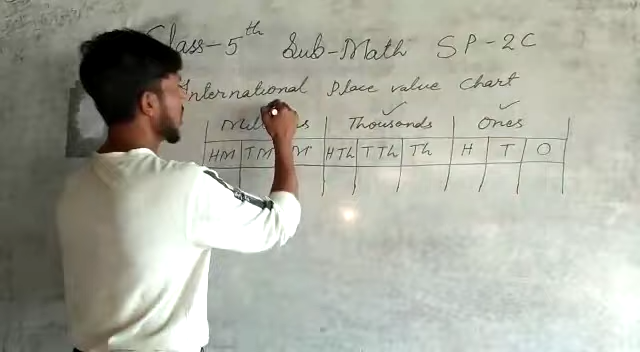 Class-5th Sub-Math SP-2C
International Place value Chart
Thousands Ones
HM TM M HTh TTh Th H T O